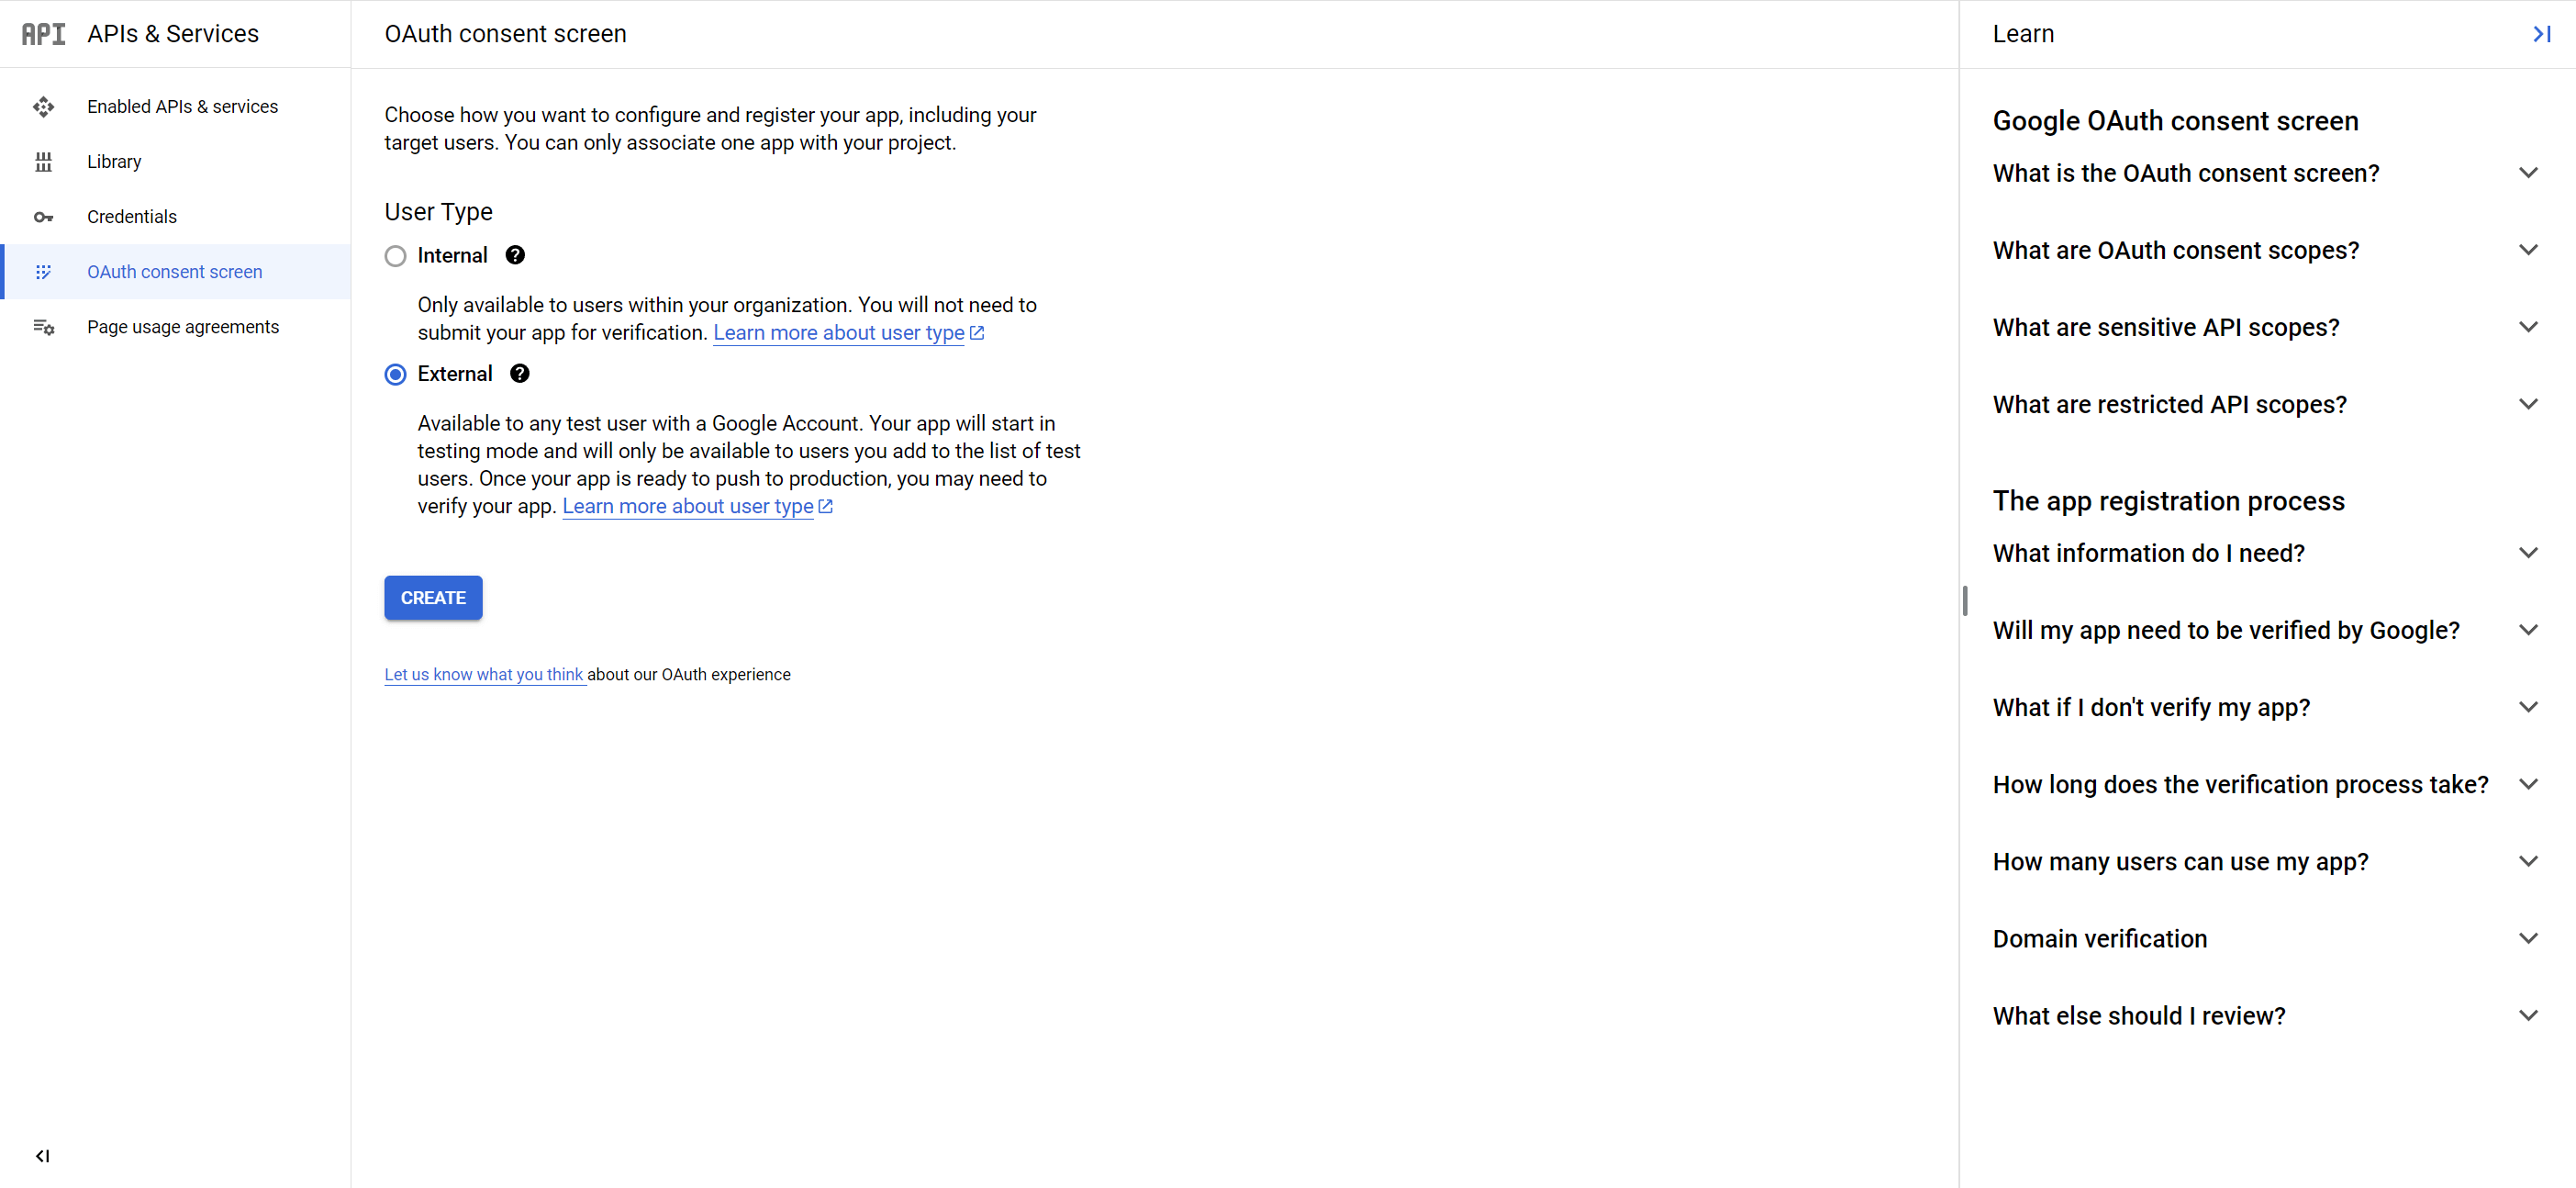 API APIs & Services
Enabled APIs & services
Library
Credentials
OAuth consent screen
Page usage agreements
OAuth consent screen
Choose how you want to configure and register your app, including your
target users. You can only associate one app with your project.
User Type
Internal
Only available to users within your organization. You will not need to
submit your app for verification. Learn more about user type
External
Available to any test user with a Google Account. Your app will start in
testing mode and will only be available to users you add to the list of test
users. Once your app is ready to push to production, you may need to
verify your app. Learn more about user type
CREATE
Let us know what you think about our OAuth experience
Learn
Google OAuth consent screen
What is the OAuth consent screen?
What are OAuth consent scopes?
What are sensitive API scopes?
What are restricted API scopes?
The app registration process
What information do I need?
Will my app need to be verified by Google?
What if I don't verify my app?
How long does the verification process take?
How many users can use my app?
Domain verification
What else should I review?